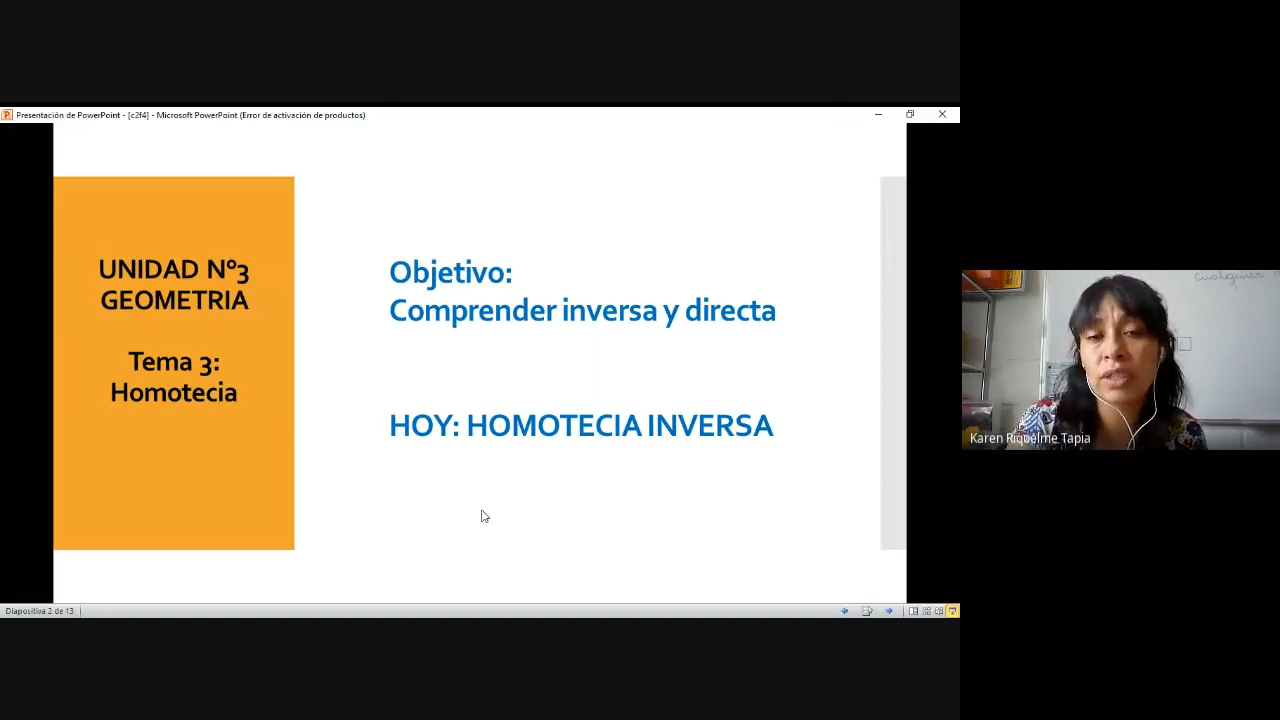 Presentación de PowerPoint - [c2f4] - Microsoft PowerPoint (Error de activación de productos)
UNIDAD N°3
GEOMETRIA
Tema 3:
Homotecia
Objetivo:
Comprender inversa y directa
HOY: HOMOTECIA INVERSA
cualquier
Karen Riquelme Tapia
Diapositiva 2 de 13